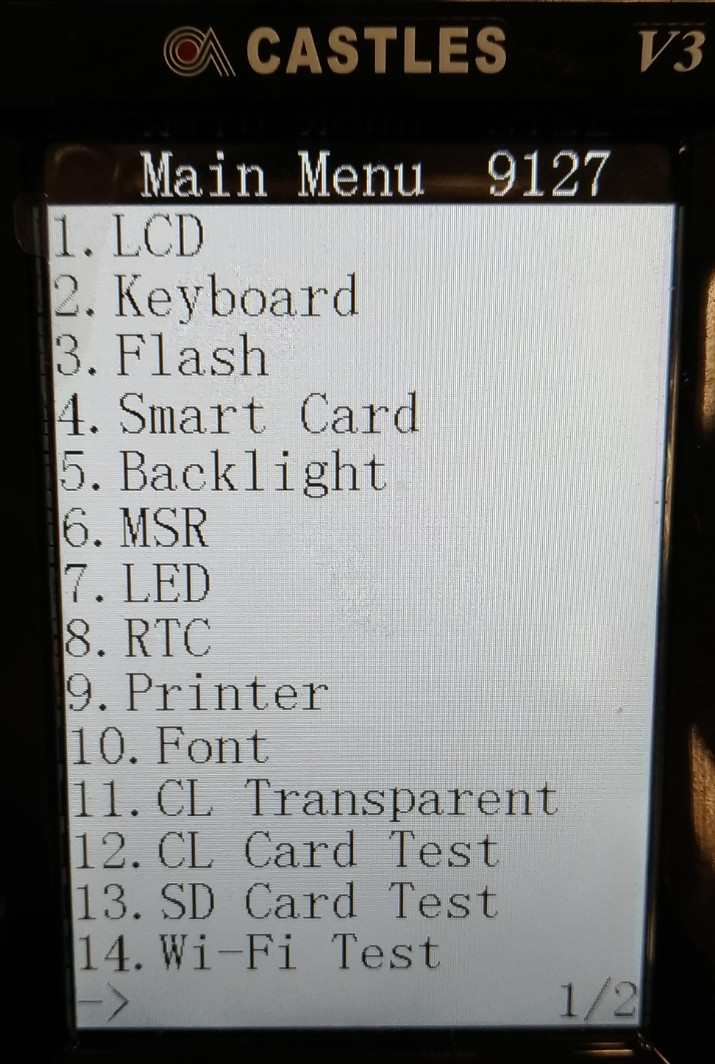 CASTLES V3
Main Menu 9127
1. LCD
2. Keyboard
3. Flash
4. Smart Card
5. Backlight
6. MSR
7. LED
8. RTC
9. Printer
10. Font
11. CL Transparent
12. CL Card Test
13. SD Card Test
14. Wi-Fi Test
-> 1/2